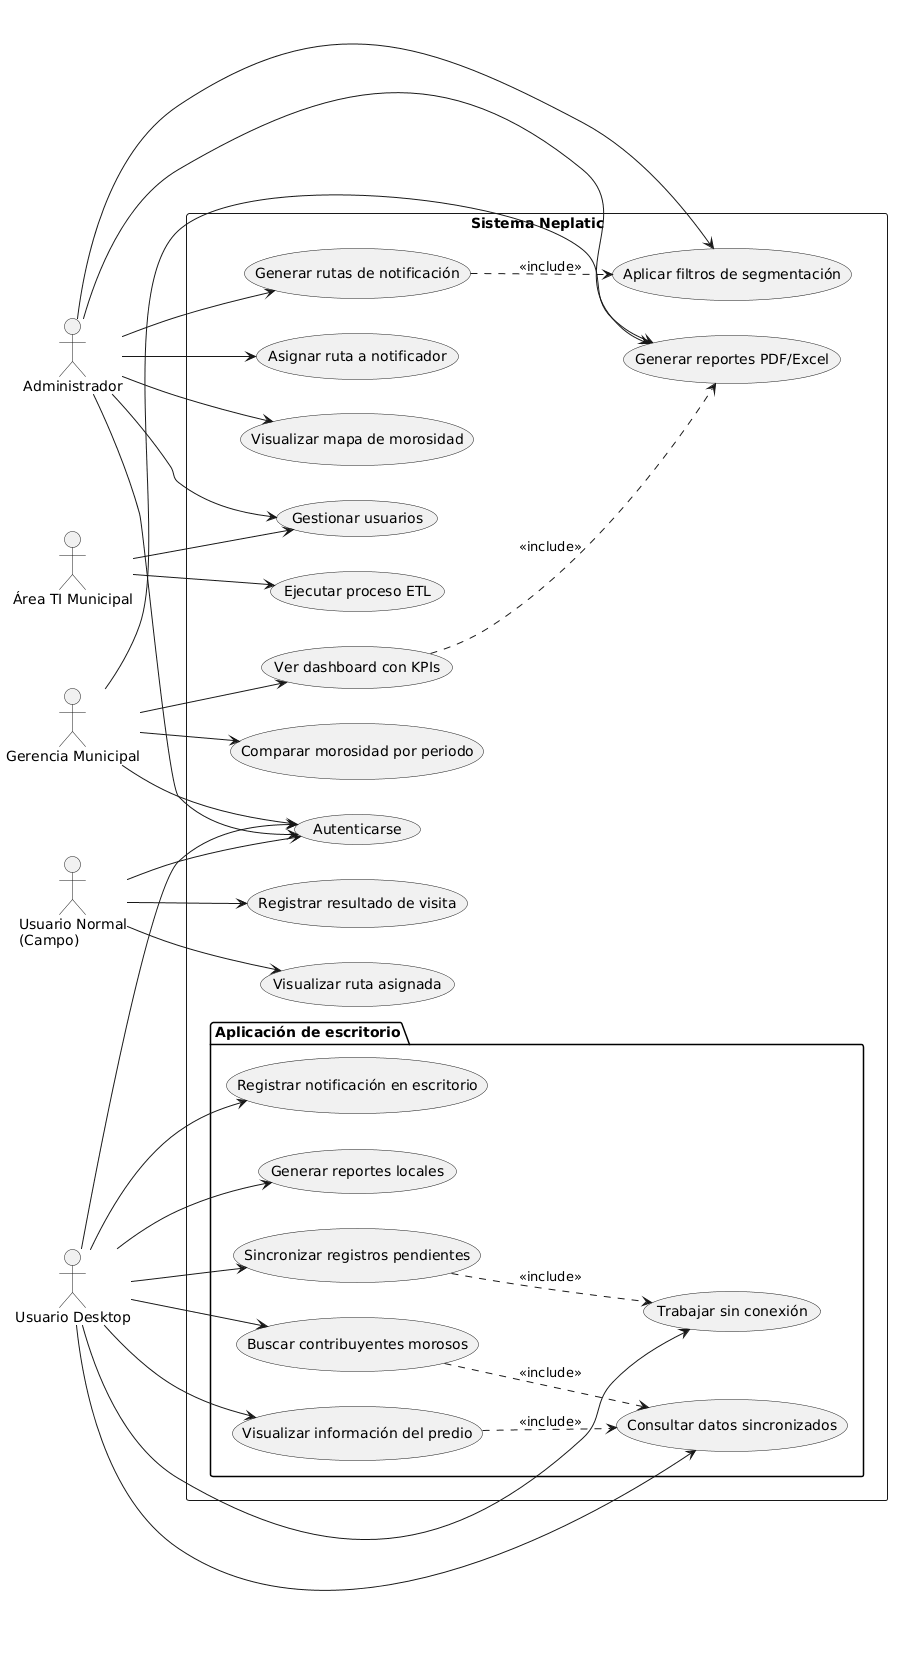 Sistema Neplatic
Generar rutas de notificación
«include»
Aplicar filtros de segmentación
Asignar ruta a notificador
Generar reportes PDF/Excel
Administrador
Visualizar mapa de morosidad
Gestionar usuarios
«include»
Área TI Municipal
Ejecutar proceso ETL
Ver dashboard con KPIs
Gerencia Municipal
Comparar morosidad por periodo
Autenticarse
Usuario Normal
(Campo)
Registrar resultado de visita
Visualizar ruta asignada
Aplicación de escritorio
Registrar notificación en escritorio
Generar reportes locales
Sincronizar registros pendientes
«include»
Trabajar sin conexión
Usuario Desktop
Buscar contribuyentes morosos
«include»
Consultar datos sincronizados
Visualizar información del predio
«include»